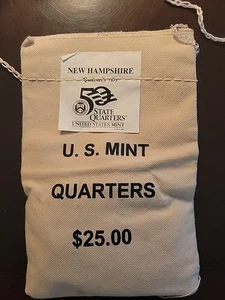 NEW HAMPSHIRE
50
STATE
QUARTERS
UNITED STATES MINT
U. S. MINT
QUARTERS
$25.00